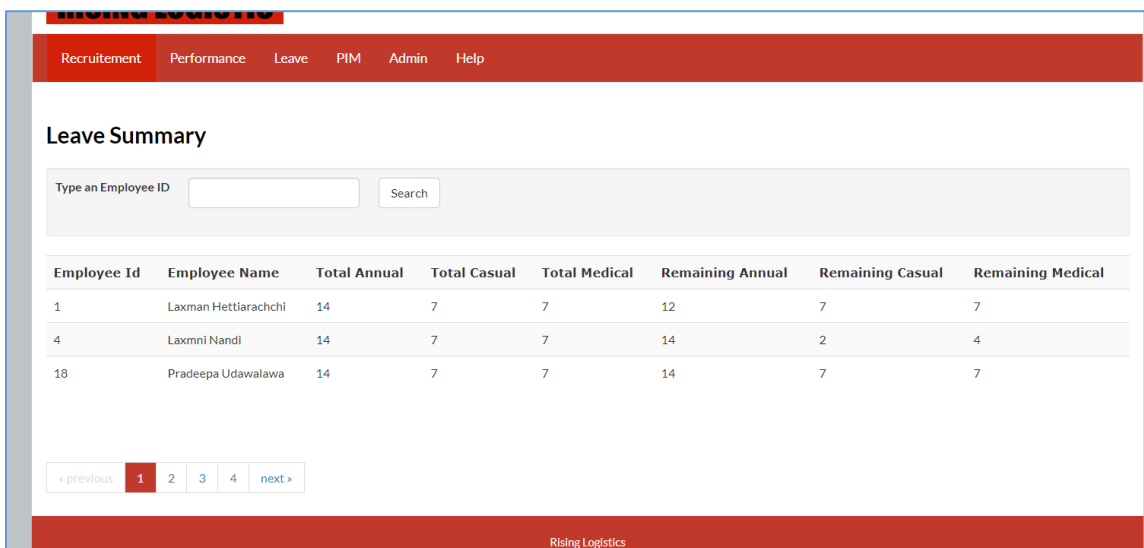 Recruitement Performance Leave PIM Admin Help
Leave Summary
Type an Employee ID Search
Employee Id Employee Name Total Annual Total Casual Total Medical Remaining Annual Remaining Casual Remaining Medical
1 Laxman Hettiarachchi 14 7 7 12 7 7
4 Laxmni Nandi 14 7 7 14 2 4
18 Pradeepa Udawalawa 14 7 7 14 7 7
« previous 1 2 3 4 next »
Rising Logistics